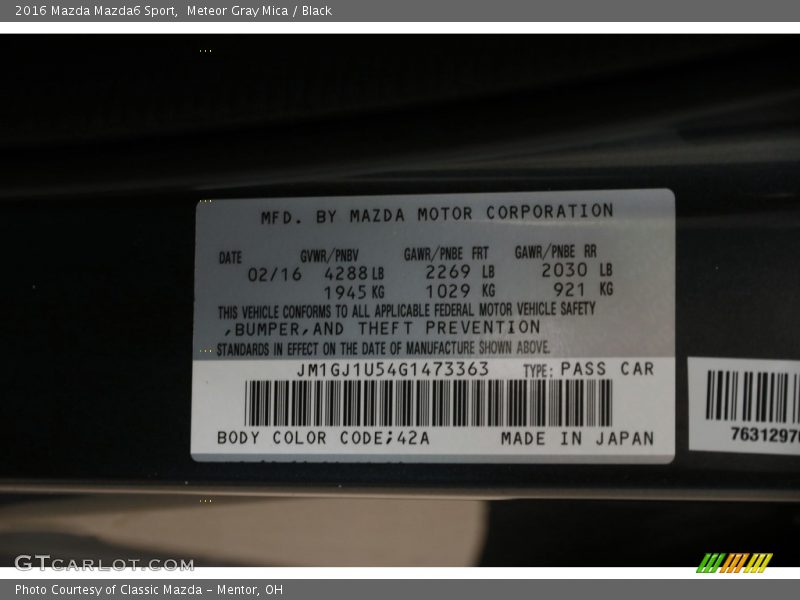 2016 Mazda Mazda6 Sport,  Meteor Gray Mica / Black
MFD. BY MAZDA MOTOR CORPORATION
DATE GVWR/PNBV GAWR/PNBE FRT GAWR/PNBE RR
02/16 4288 LB 2269 LB 2030 LB
1945 KG 1029 KG 921 KG
THIS VEHICLE CONFORMS TO ALL APPLICABLE FEDERAL MOTOR VEHICLE SAFETY
,BUMPER,AND THEFT PREVENTION
STANDARDS IN EFFECT ON THE DATE OF MANUFACTURE SHOWN ABOVE.
JM1GJ1U54G1473363 TYPE: PASS CAR
BODY COLOR CODE;42A MADE IN JAPAN
7631297
GTCARLOT.COM
Photo Courtesy of Classic Mazda - Mentor, OH